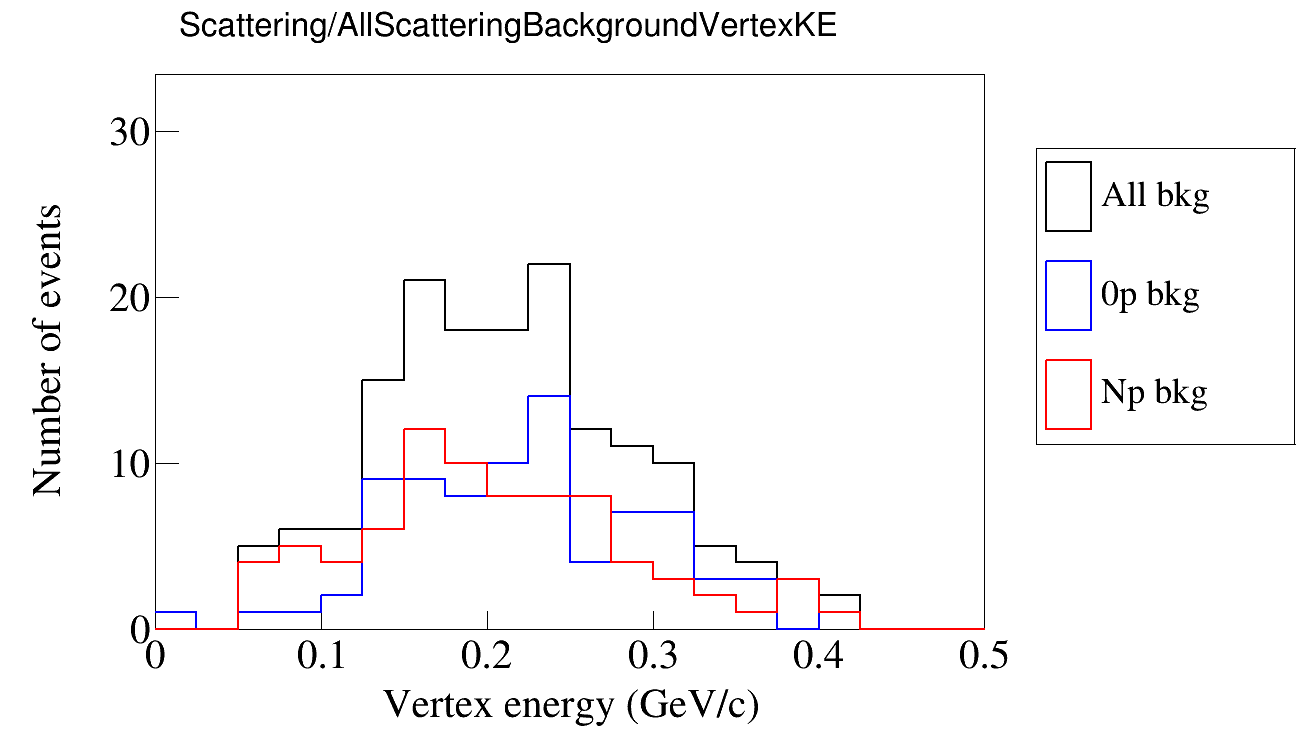 Scattering/AllScatteringBackgroundVertexKE
Number of events
30
20
10
0
0 0.1 0.2 0.3 0.4 0.5
Vertex energy (GeV/c)
All bkg
0p bkg
Np bkg